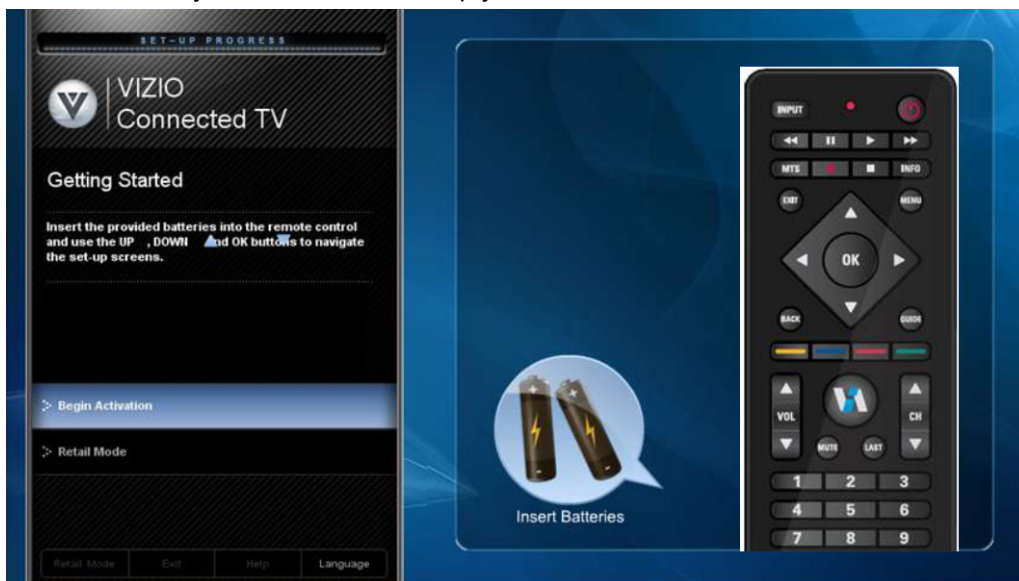 SET-UP PROGRESS
VIZIO
Connected TV
Getting Started
Insert the provided batteries into the remote control
and use the UP , DOWN and OK buttons to navigate
the set-up screens.
> Begin Activation
> Retail Mode
Retail Mode Exit Help Language
Insert Batteries
INPUT
MTS INFO
EXIT MENU
OK
BACK GUIDE
VOL CH
MUTE LAST
1 2 3
4 5 6
7 8 9